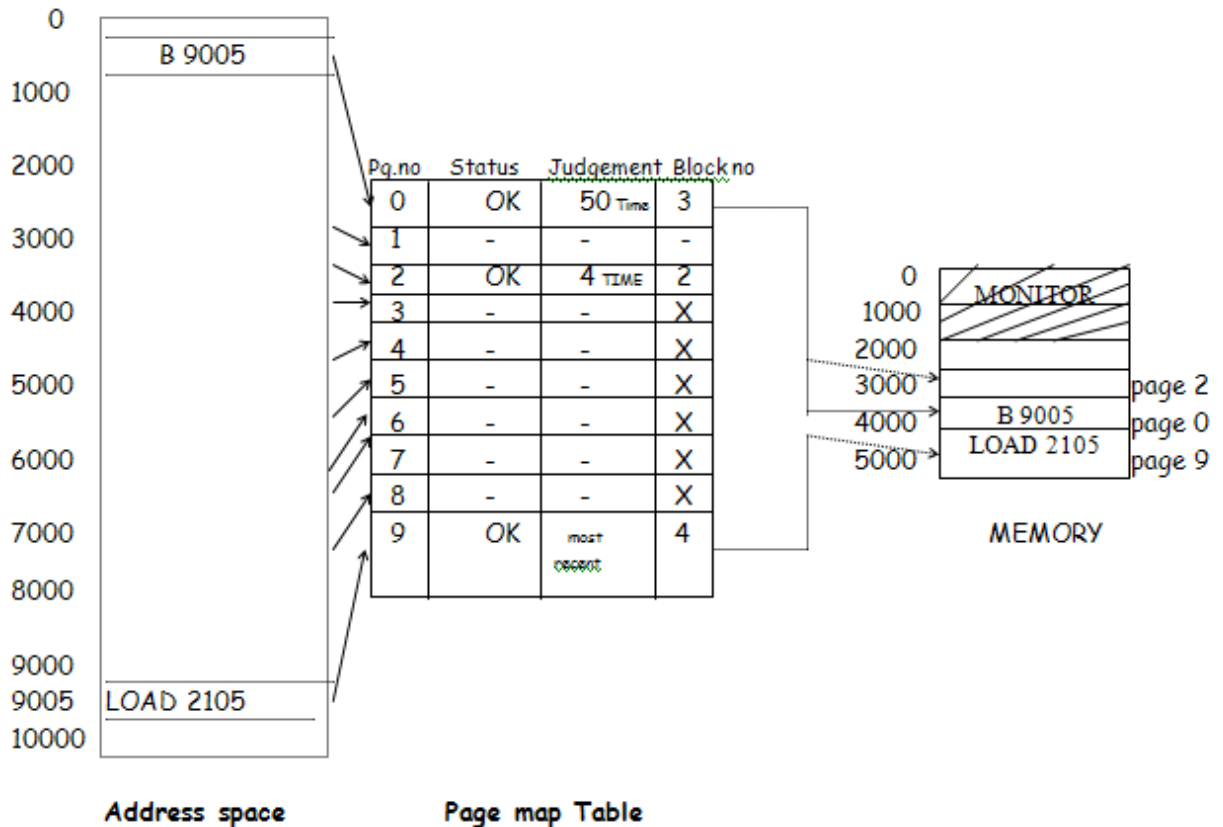 0
B 9005
1000
2000
3000
4000
5000
6000
7000
8000
9000
9005 LOAD 2105
10000
Address space
Pg.no Status Judgement Block no
0 OK 50 Time 3
1 - - -
2 OK 4 TIME 2
3 - - X
4 - - X
5 - - X
6 - - X
7 - - X
8 - - X
9 OK most recent 4
Page map Table
0
MONITOR
1000
2000
3000 page 2
4000 B 9005 page 0
5000 LOAD 2105 page 9
MEMORY